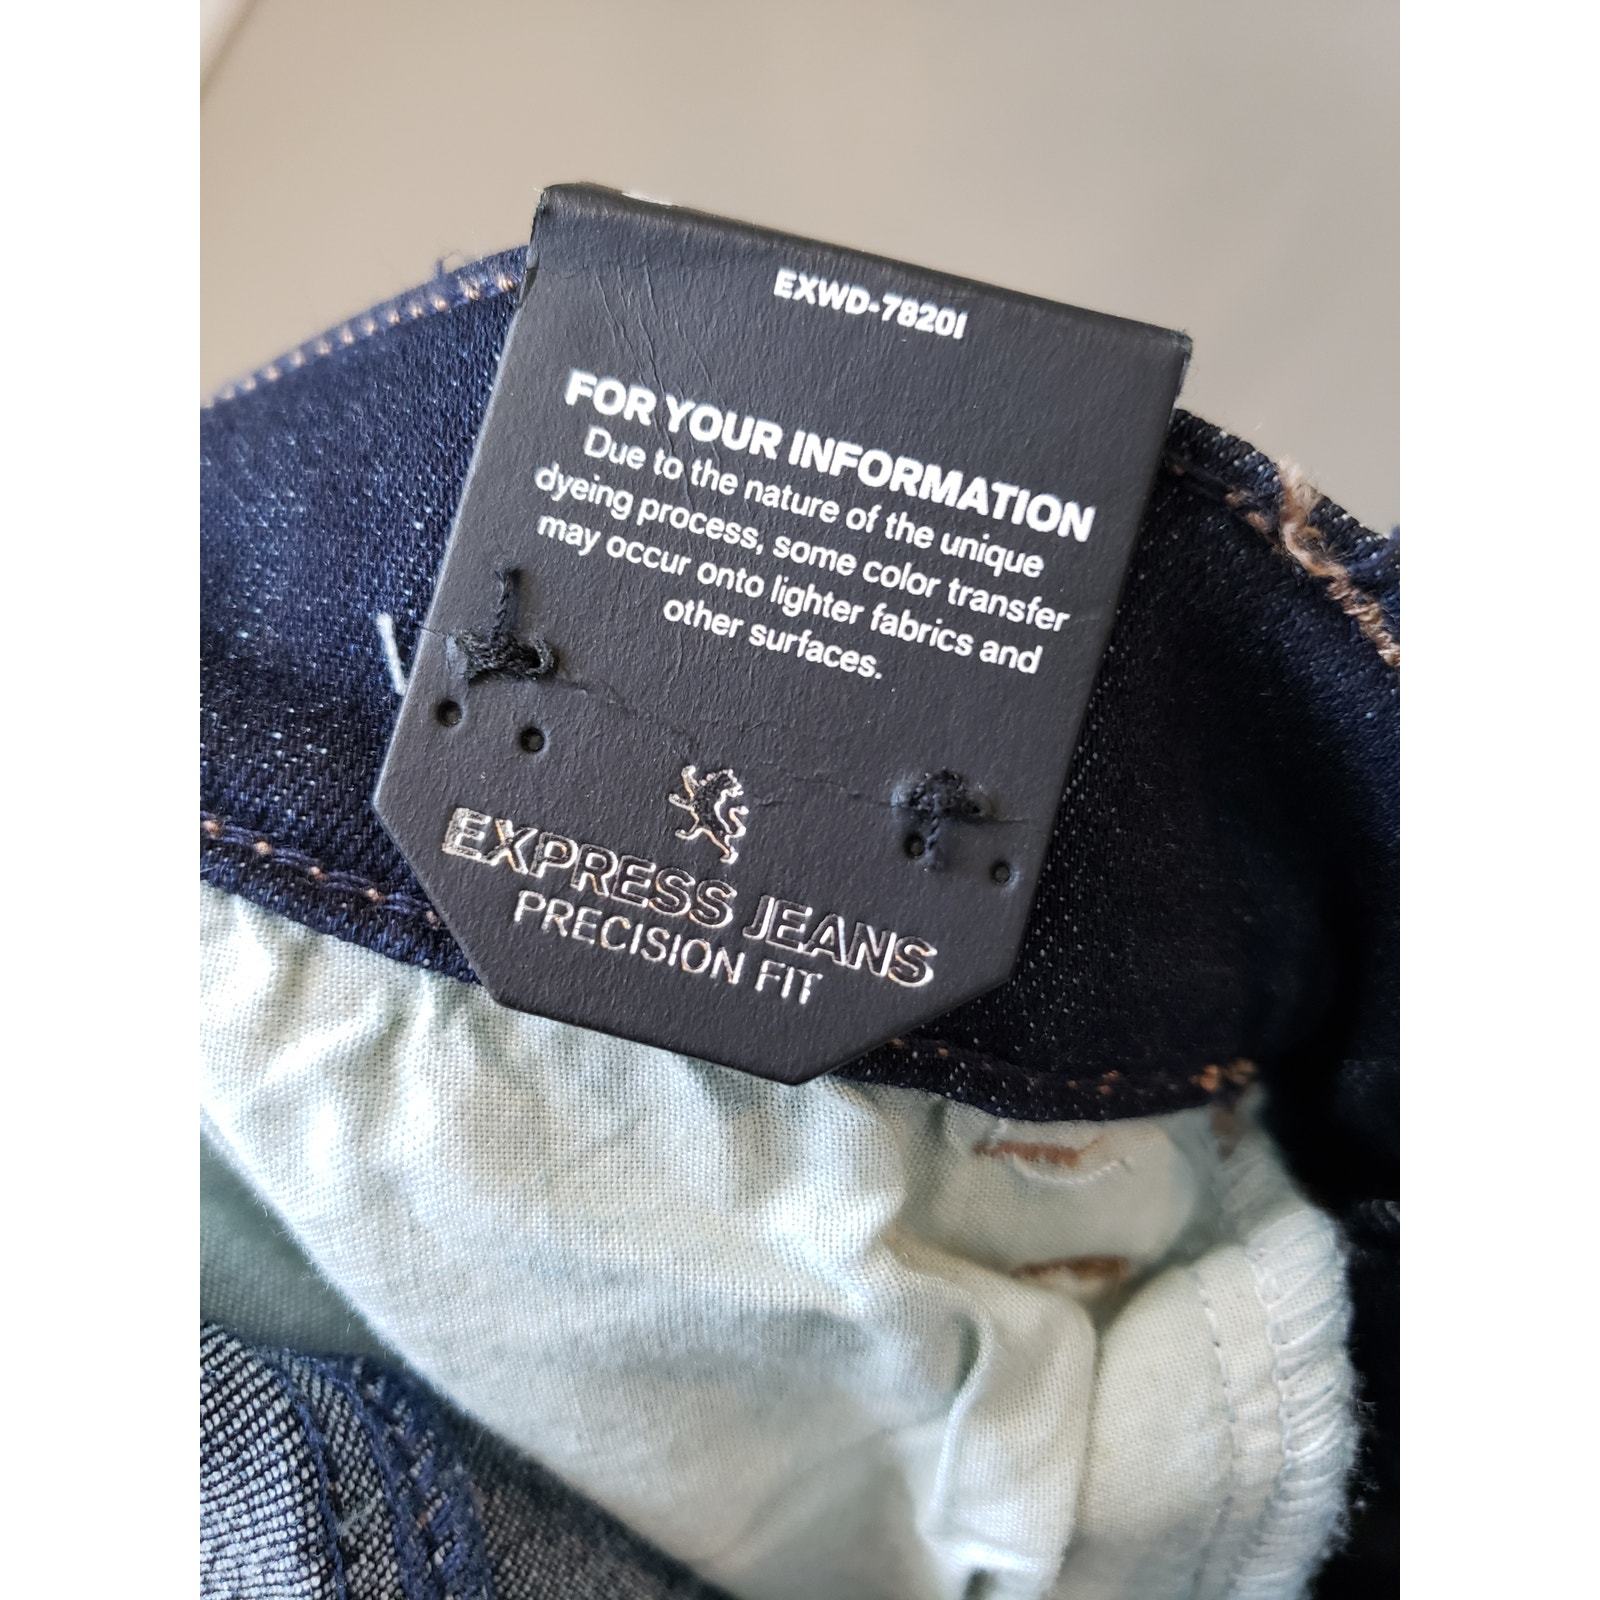 EXWD-7820I
FOR YOUR INFORMATION
Due to the nature of the unique
dyeing process, some color transfer
may occur onto lighter fabrics and
other surfaces.
EXPRESS JEANS
PRECISION FIT